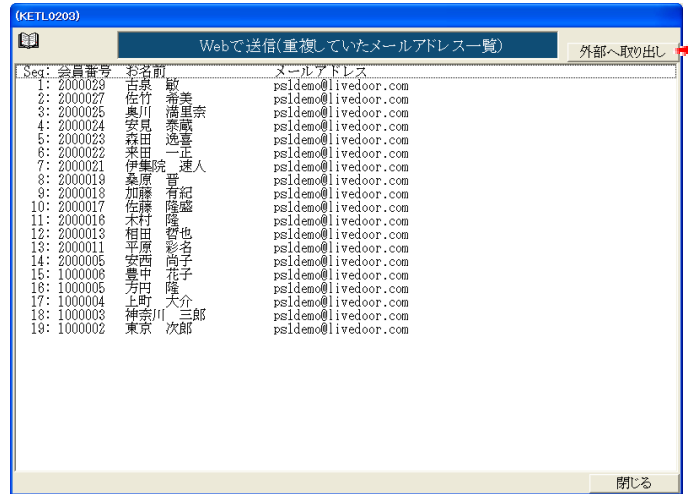 (KETL0203)
Webで送信(重複していたメールアドレス一覧)
外部へ取り出し
Seq: 会員番号 お名前 メールアドレス
1: 2000029 古泉 敏 psldemo@livedoor.com
2: 2000027 佐竹 希美 psldemo@livedoor.com
3: 2000025 奥川 満里奈 psldemo@livedoor.com
4: 2000024 安見 泰蔵 psldemo@livedoor.com
5: 2000023 森田 逸喜 psldemo@livedoor.com
6: 2000022 来田 一正 psldemo@livedoor.com
7: 2000021 伊集院 速人 psldemo@livedoor.com
8: 2000019 桑原 晋 psldemo@livedoor.com
9: 2000018 加藤 有紀 psldemo@livedoor.com
10: 2000017 佐藤 隆盛 psldemo@livedoor.com
11: 2000016 木村 隆 psldemo@livedoor.com
12: 2000013 相田 哲也 psldemo@livedoor.com
13: 2000011 平原 彩名 psldemo@livedoor.com
14: 2000005 安西 尚子 psldemo@livedoor.com
15: 1000006 豊中 花子 psldemo@livedoor.com
16: 1000005 方円 隆 psldemo@livedoor.com
17: 1000004 上町 大介 psldemo@livedoor.com
18: 1000003 神奈川 三郎 psldemo@livedoor.com
19: 1000002 東京 次郎 psldemo@livedoor.com
閉じる